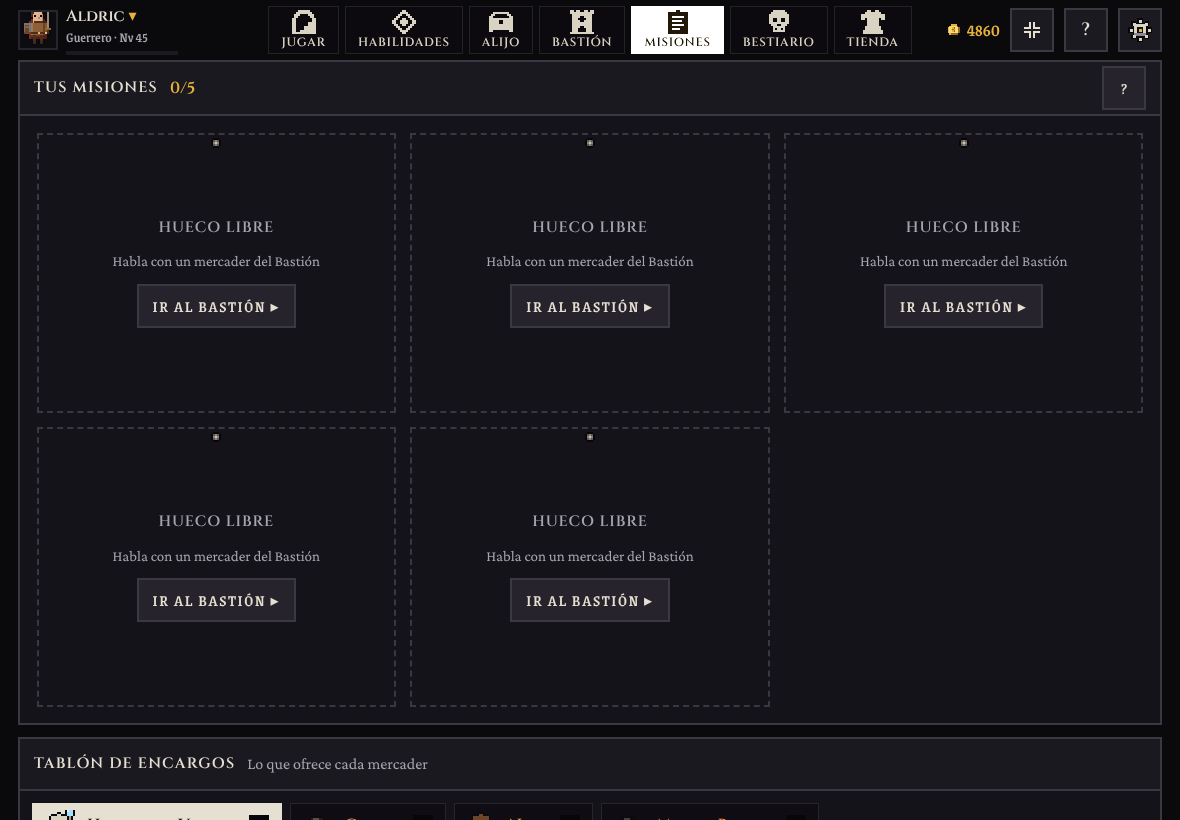 ALDRIC ▼
Guerrero · Nv 45
JUGAR
HABILIDADES
ALIJO
BASTIÓN
MISIONES
BESTIARIO
TIENDA
4860
?
TUS MISIONES 0/5
?
HUECO LIBRE
Habla con un mercader del Bastión
IR AL BASTIÓN ▸
HUECO LIBRE
Habla con un mercader del Bastión
IR AL BASTIÓN ▸
HUECO LIBRE
Habla con un mercader del Bastión
IR AL BASTIÓN ▸
HUECO LIBRE
Habla con un mercader del Bastión
IR AL BASTIÓN ▸
HUECO LIBRE
Habla con un mercader del Bastión
IR AL BASTIÓN ▸
TABLÓN DE ENCARGOS Lo que ofrece cada mercader